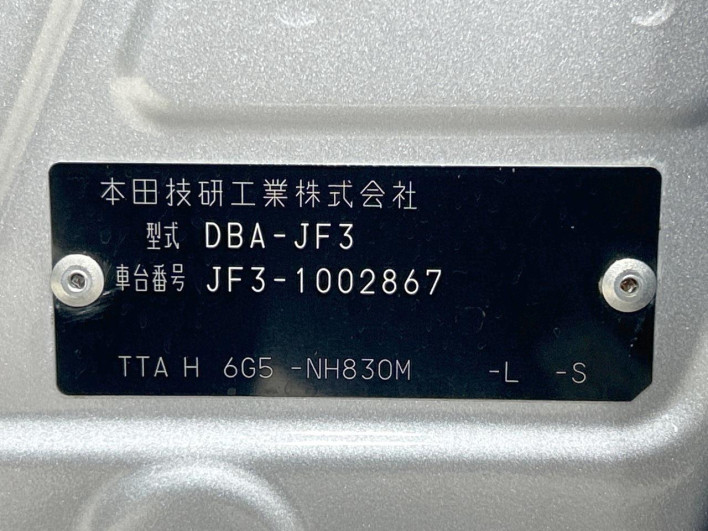 本田技研工業株式会社
型式 DBA-JF3
車台番号 JF3-1002867
TTA H 6G5 -NH830M -L -S